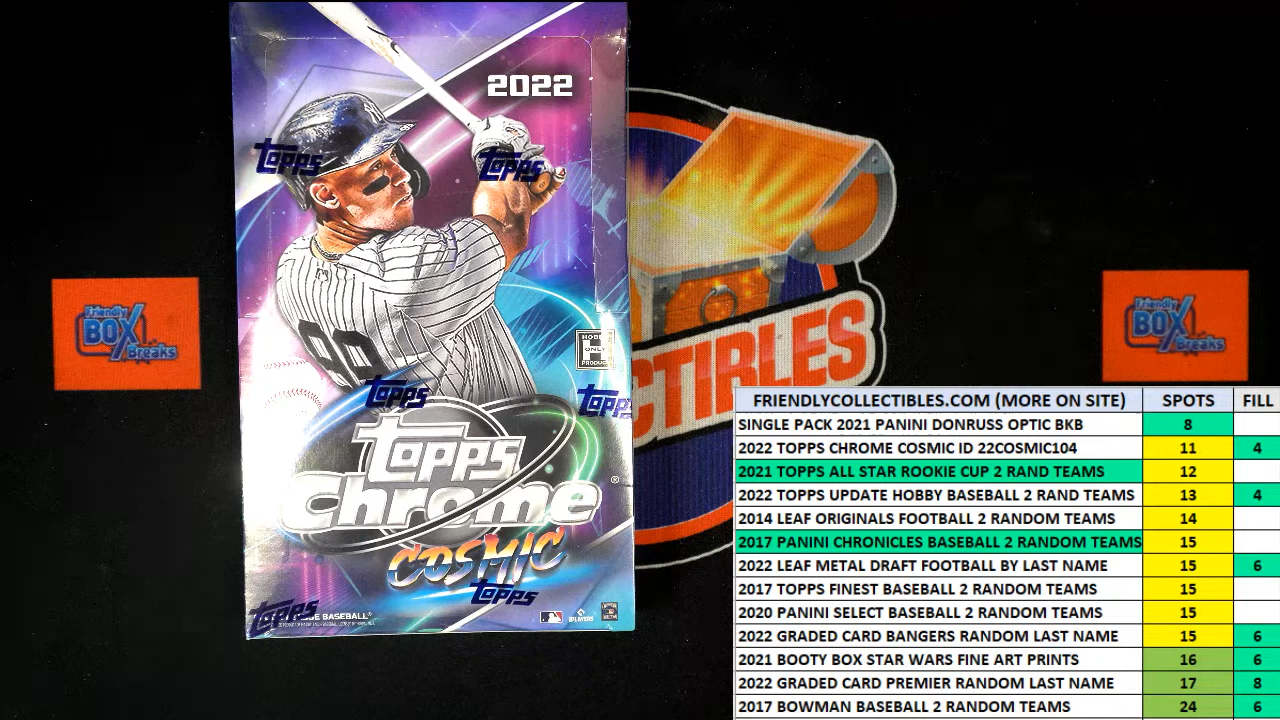 2022
Topps
Topps
99
HOBBY
ONLY
H
PRODUCT
Topps
Topps
Topps
Chrome
®
COSMIC
Topps
Topps
BASEBALL®
PLAYERS
Friendly
BOX
Breaks
CTIBLES
Friendly
BOX
Breaks
FRIENDLYCOLLECTIBLES.COM (MORE ON SITE) SPOTS FILL
SINGLE PACK 2021 PANINI DONRUSS OPTIC BKB 8
2022 TOPPS CHROME COSMIC ID 22COSMIC104 11 4
2021 TOPPS ALL STAR ROOKIE CUP 2 RAND TEAMS 12
2022 TOPPS UPDATE HOBBY BASEBALL 2 RAND TEAMS 13 4
2014 LEAF ORIGINALS FOOTBALL 2 RANDOM TEAMS 14
2017 PANINI CHRONICLES BASEBALL 2 RANDOM TEAMS 15
2022 LEAF METAL DRAFT FOOTBALL BY LAST NAME 15 6
2017 TOPPS FINEST BASEBALL 2 RANDOM TEAMS 15
2020 PANINI SELECT BASEBALL 2 RANDOM TEAMS 15
2022 GRADED CARD BANGERS RANDOM LAST NAME 15 6
2021 BOOTY BOX STAR WARS FINE ART PRINTS 16 6
2022 GRADED CARD PREMIER RANDOM LAST NAME 17 8
2017 BOWMAN BASEBALL 2 RANDOM TEAMS 24 6